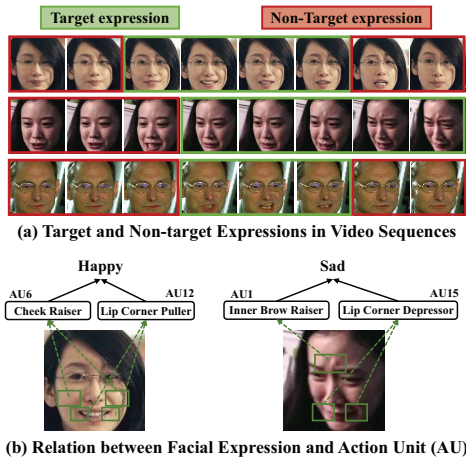 Target expression Non-Target expression
(a) Target and Non-target Expressions in Video Sequences
Happy Sad
AU6 AU12 AU1 AU15
Cheek Raiser Lip Corner Puller Inner Brow Raiser Lip Corner Depressor
(b) Relation between Facial Expression and Action Unit (AU)